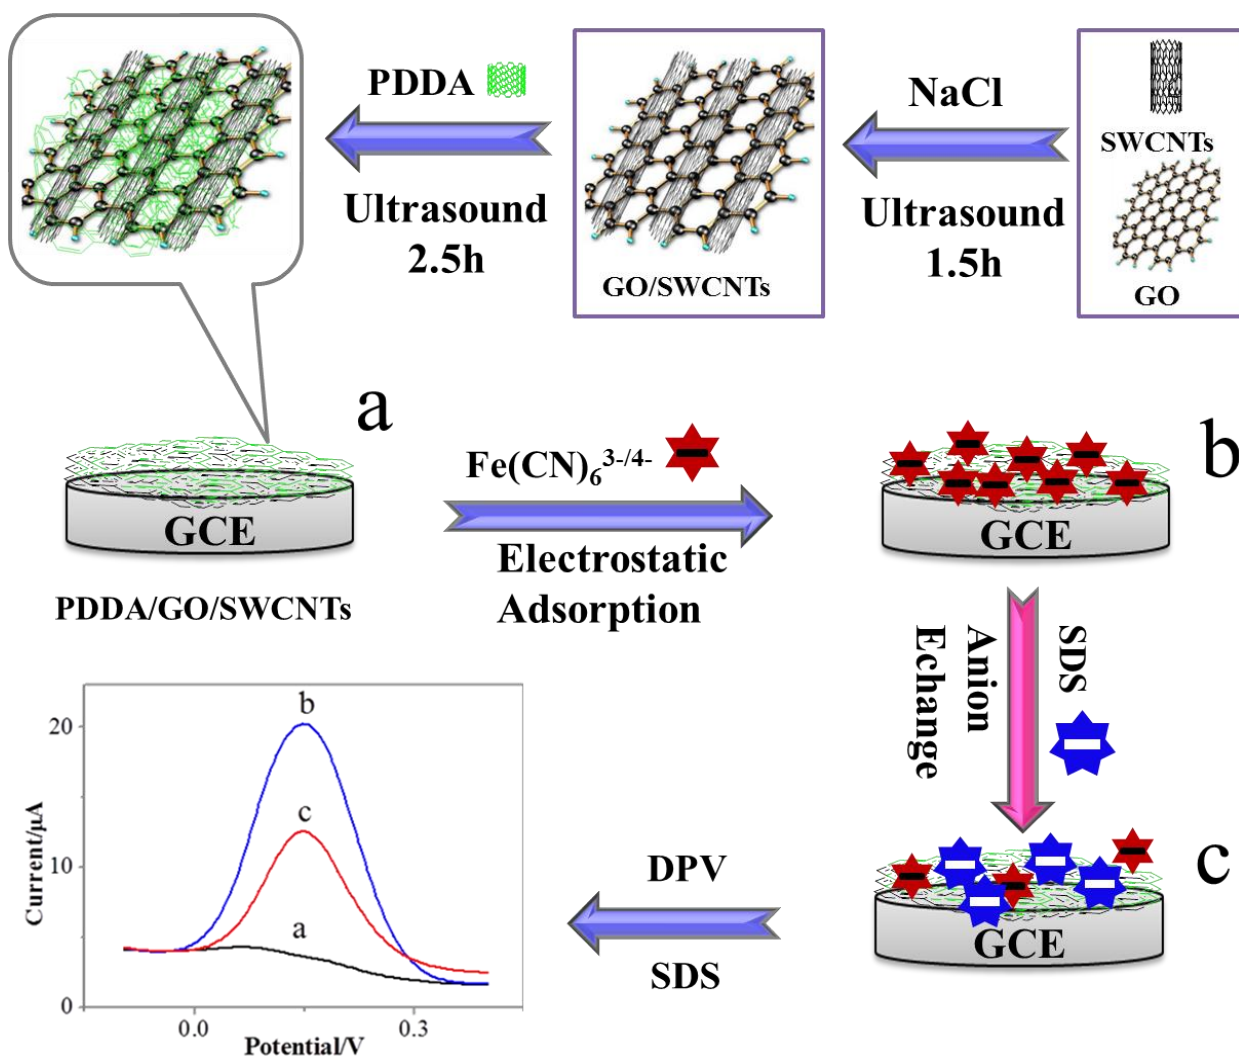 PDDA
Ultrasound
2.5h
GO/SWCNTs
NaCl
Ultrasound
1.5h
SWCNTs
GO
a
GCE
PDDA/GO/SWCNTs
Fe(CN)₆³⁻/⁴⁻
Electrostatic
Adsorption
b
GCE
SDS
Anion
Echange
c
GCE
DPV
SDS
Current/μA
20
10
0
b
c
a
0.0
0.3
Potential/V